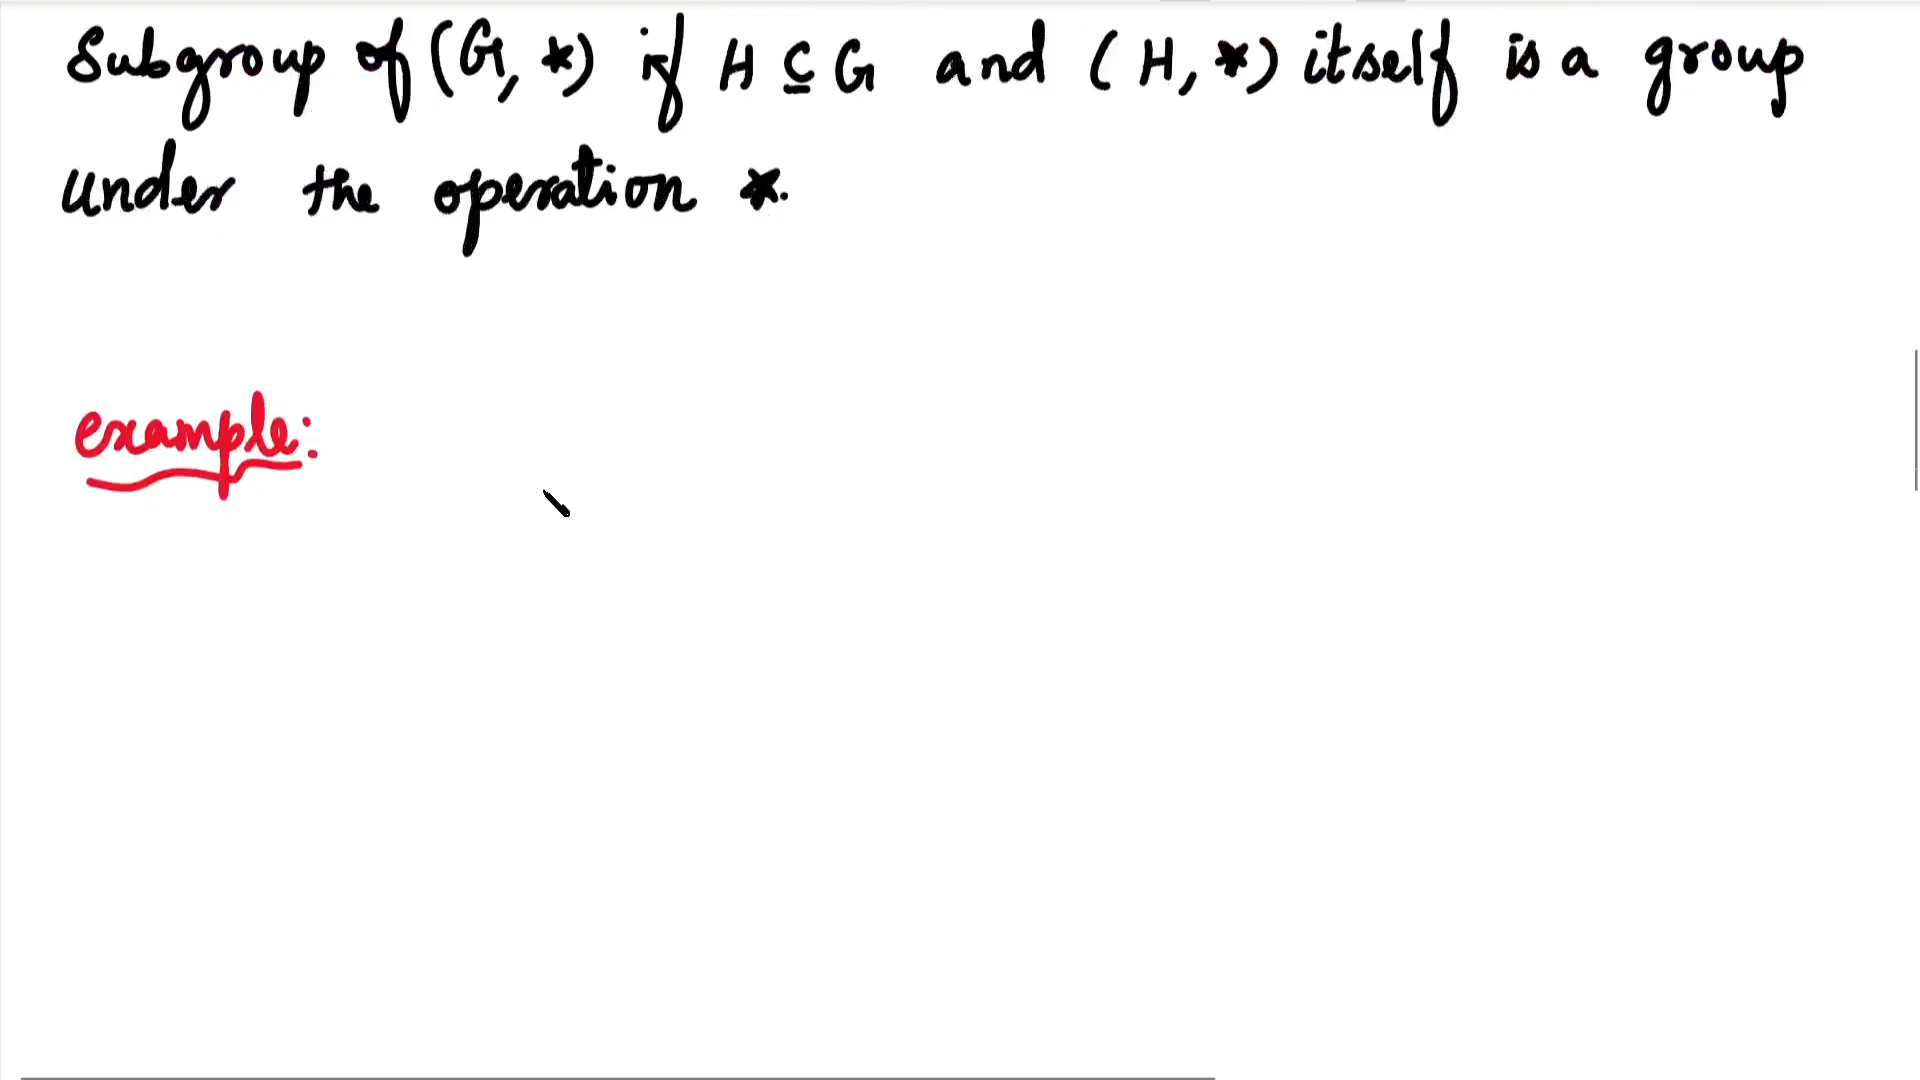 Subgroup of (G, *) if H ⊆ G and (H, *) itself is a group
under the operation *.
example: